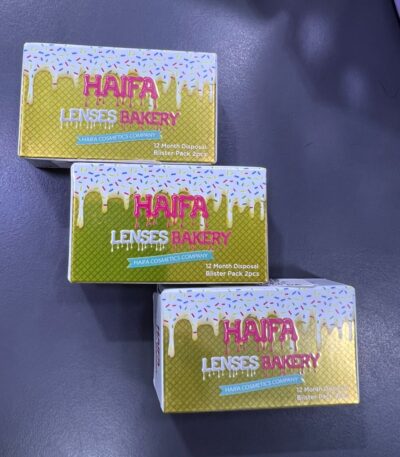 HAIFA
LENSES BAKERY
HAIFA COSMETICS COMPANY
12 Month Disposal
Blister Pack 2pcs
HAIFA
LENSES BAKERY
HAIFA COSMETICS COMPANY
12 Month Disposal
Blister Pack 2pcs
HAIFA
LENSES BAKERY
HAIFA COSMETICS COMPANY
12 Month Disposal
Blister Pack 2pcs